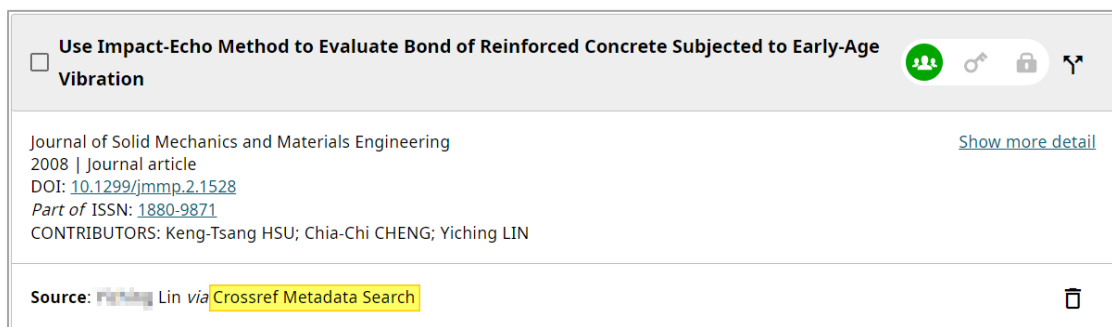 Use Impact-Echo Method to Evaluate Bond of Reinforced Concrete Subjected to Early-Age
Vibration
Journal of Solid Mechanics and Materials Engineering
Show more detail
2008 | Journal article
DOI: 10.1299/jmmp.2.1528
Part of ISSN: 1880-9871
CONTRIBUTORS: Keng-Tsang HSU; Chia-Chi CHENG; Yiching LIN
Source: Lin via Crossref Metadata Search